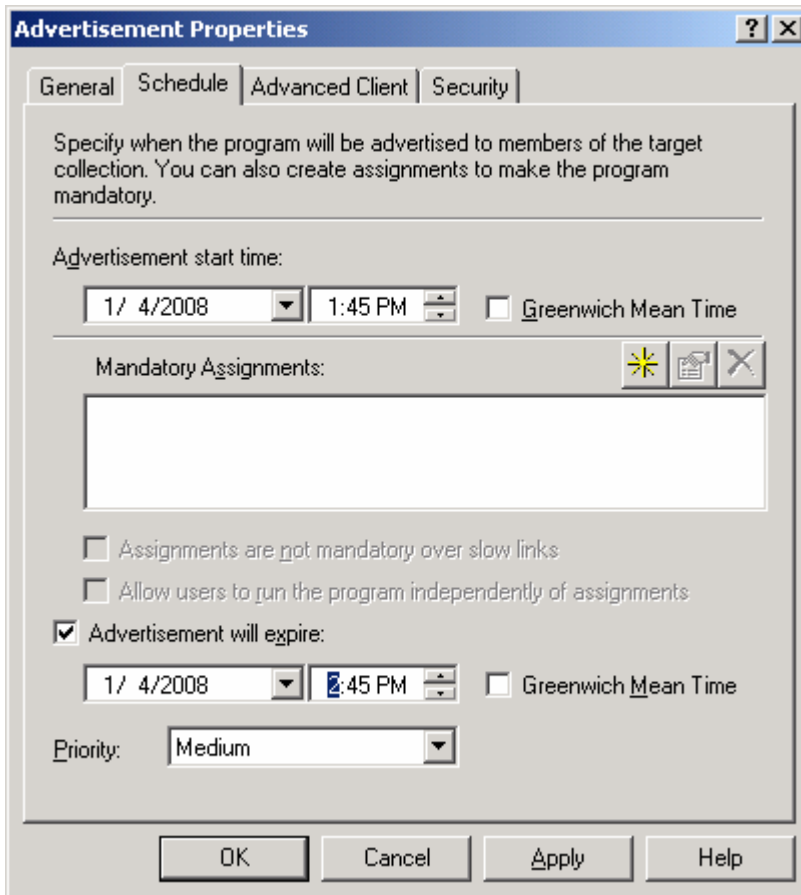 Advertisement Properties
General Schedule Advanced Client Security
Specify when the program will be advertised to members of the target
collection. You can also create assignments to make the program
mandatory.
Advertisement start time:
1/ 4/2008 1:45 PM Greenwich Mean Time
Mandatory Assignments:
Assignments are not mandatory over slow links
Allow users to run the program independently of assignments
Advertisement will expire:
1/ 4/2008 2:45 PM Greenwich Mean Time
Priority: Medium
OK Cancel Apply Help